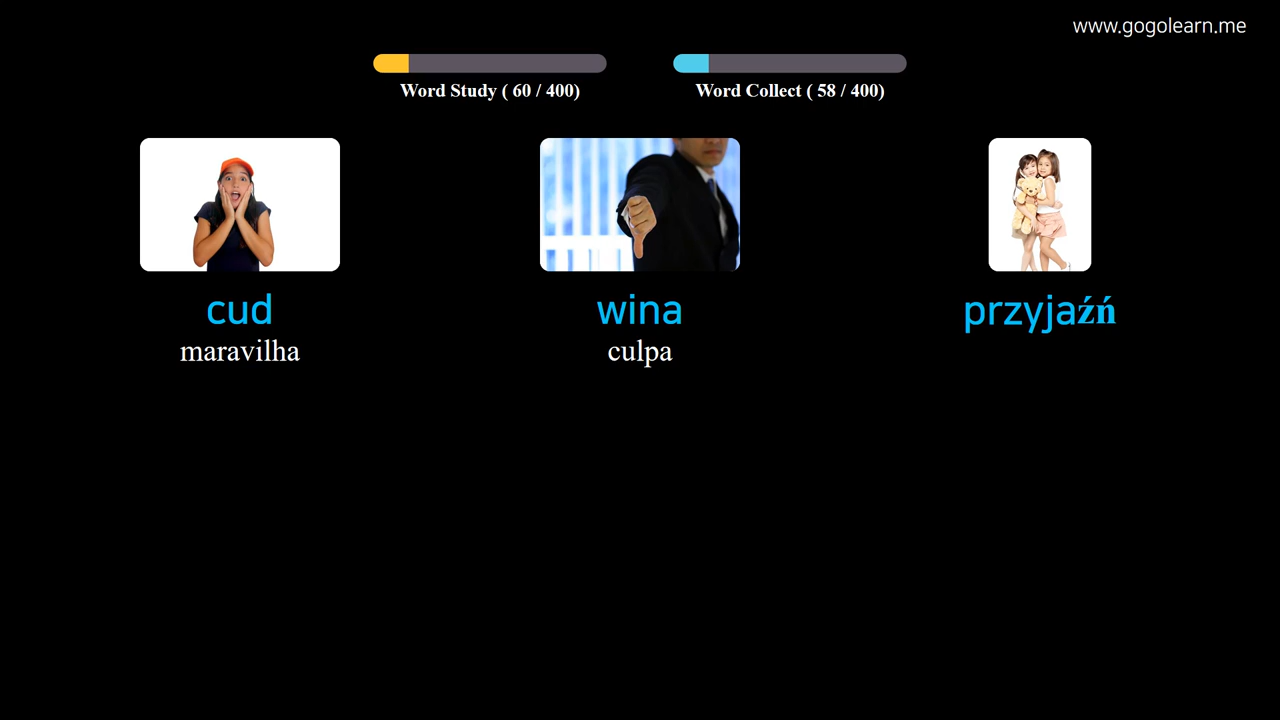 www.gogolearn.me
Word Study ( 60 / 400)
Word Collect ( 58 / 400)
cud
maravilha
wina
culpa
przyjaźń